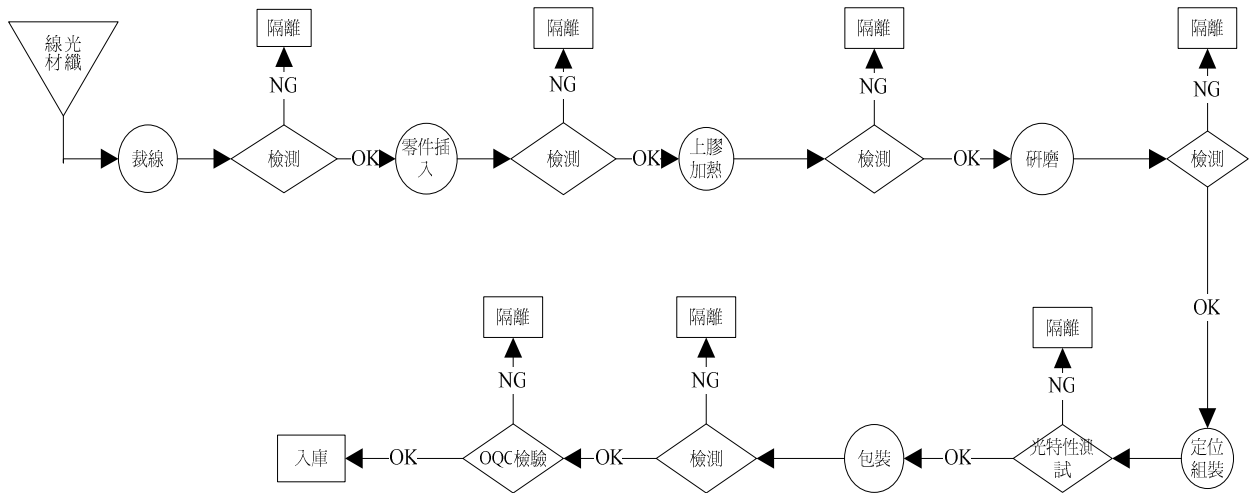 隔離
隔離
隔離
隔離
光纖
線材
NG
NG
NG
NG
裁線
檢測
OK
零件插
入
檢測
OK
上膠
加熱
檢測
OK
研磨
檢測
OK
隔離
隔離
隔離
NG
NG
NG
入庫
OK
OQC檢驗
OK
檢測
包裝
OK
光特性測
試
定位
組裝